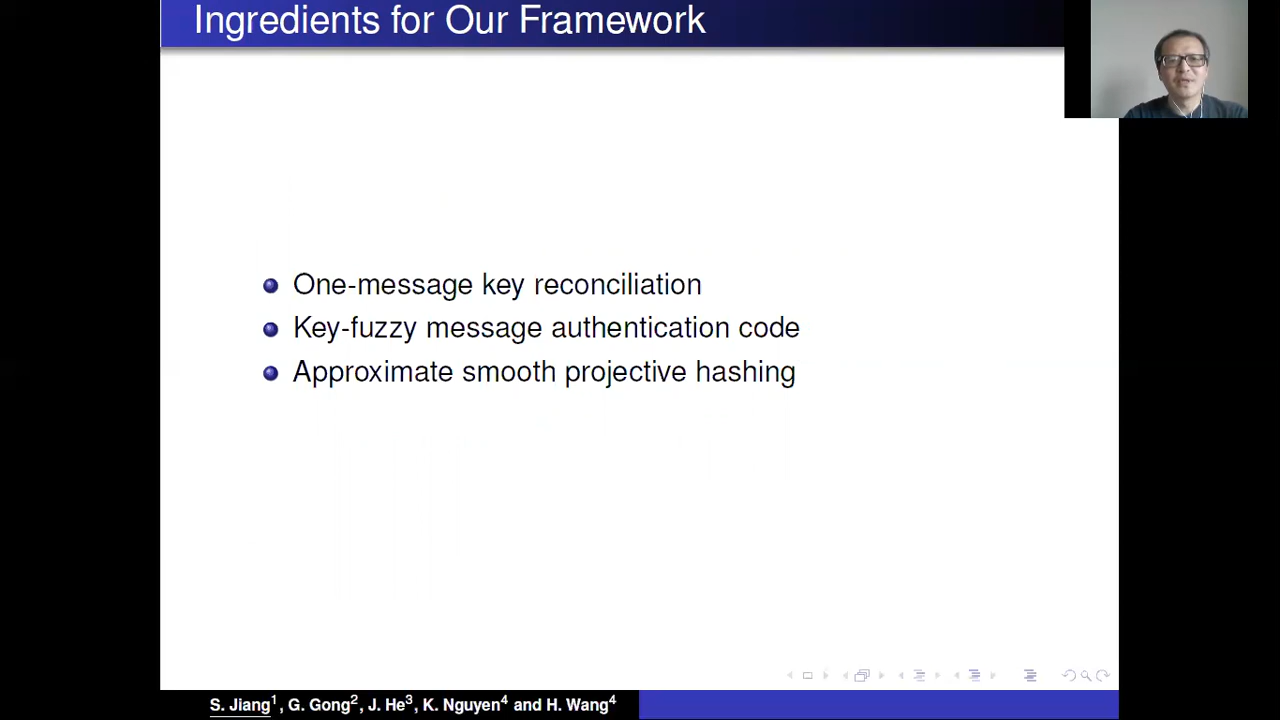 Ingredients for Our Framework
One-message key reconciliation
Key-fuzzy message authentication code
Approximate smooth projective hashing
S. Jiang¹, G. Gong², J. He³, K. Nguyen⁴ and H. Wang⁴